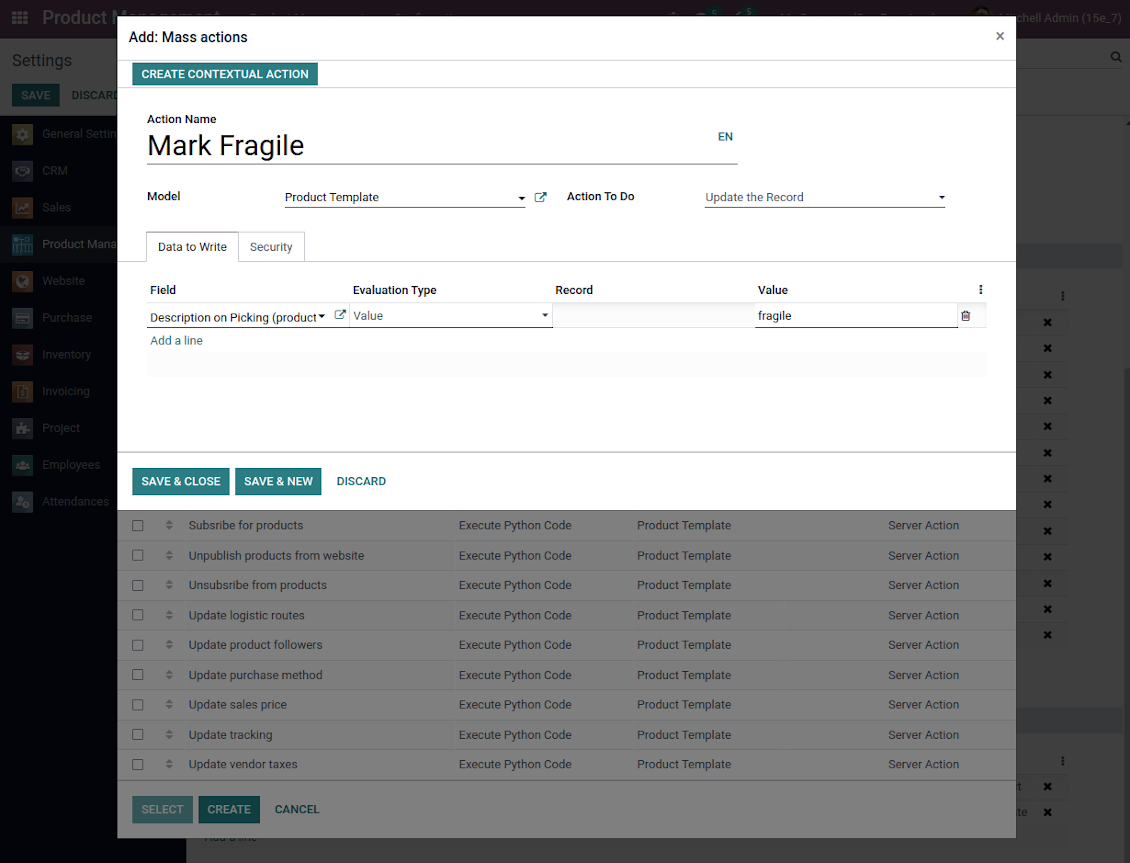 Product Management
5
5
Mitchell Admin (15e_7)
Add: Mass actions
×
Settings
CREATE CONTEXTUAL ACTION
SAVE
DISCARD
Action Name
Mark Fragile
EN
General Settin
CRM
Sales
Product Mana
Website
Purchase
Inventory
Invoicing
Project
Employees
Attendances
Model
Product Template
Action To Do
Update the Record
Data to Write
Security
Field
Evaluation Type
Record
Value
Description on Picking (product
Value
fragile
Add a line
SAVE & CLOSE
SAVE & NEW
DISCARD
Subsribe for products Execute Python Code Product Template Server Action
Unpublish products from website Execute Python Code Product Template Server Action
Unsubsribe from products Execute Python Code Product Template Server Action
Update logistic routes Execute Python Code Product Template Server Action
Update product followers Execute Python Code Product Template Server Action
Update purchase method Execute Python Code Product Template Server Action
Update sales price Execute Python Code Product Template Server Action
Update tracking Execute Python Code Product Template Server Action
Update vendor taxes Execute Python Code Product Template Server Action
SELECT
CREATE
CANCEL
Add a line